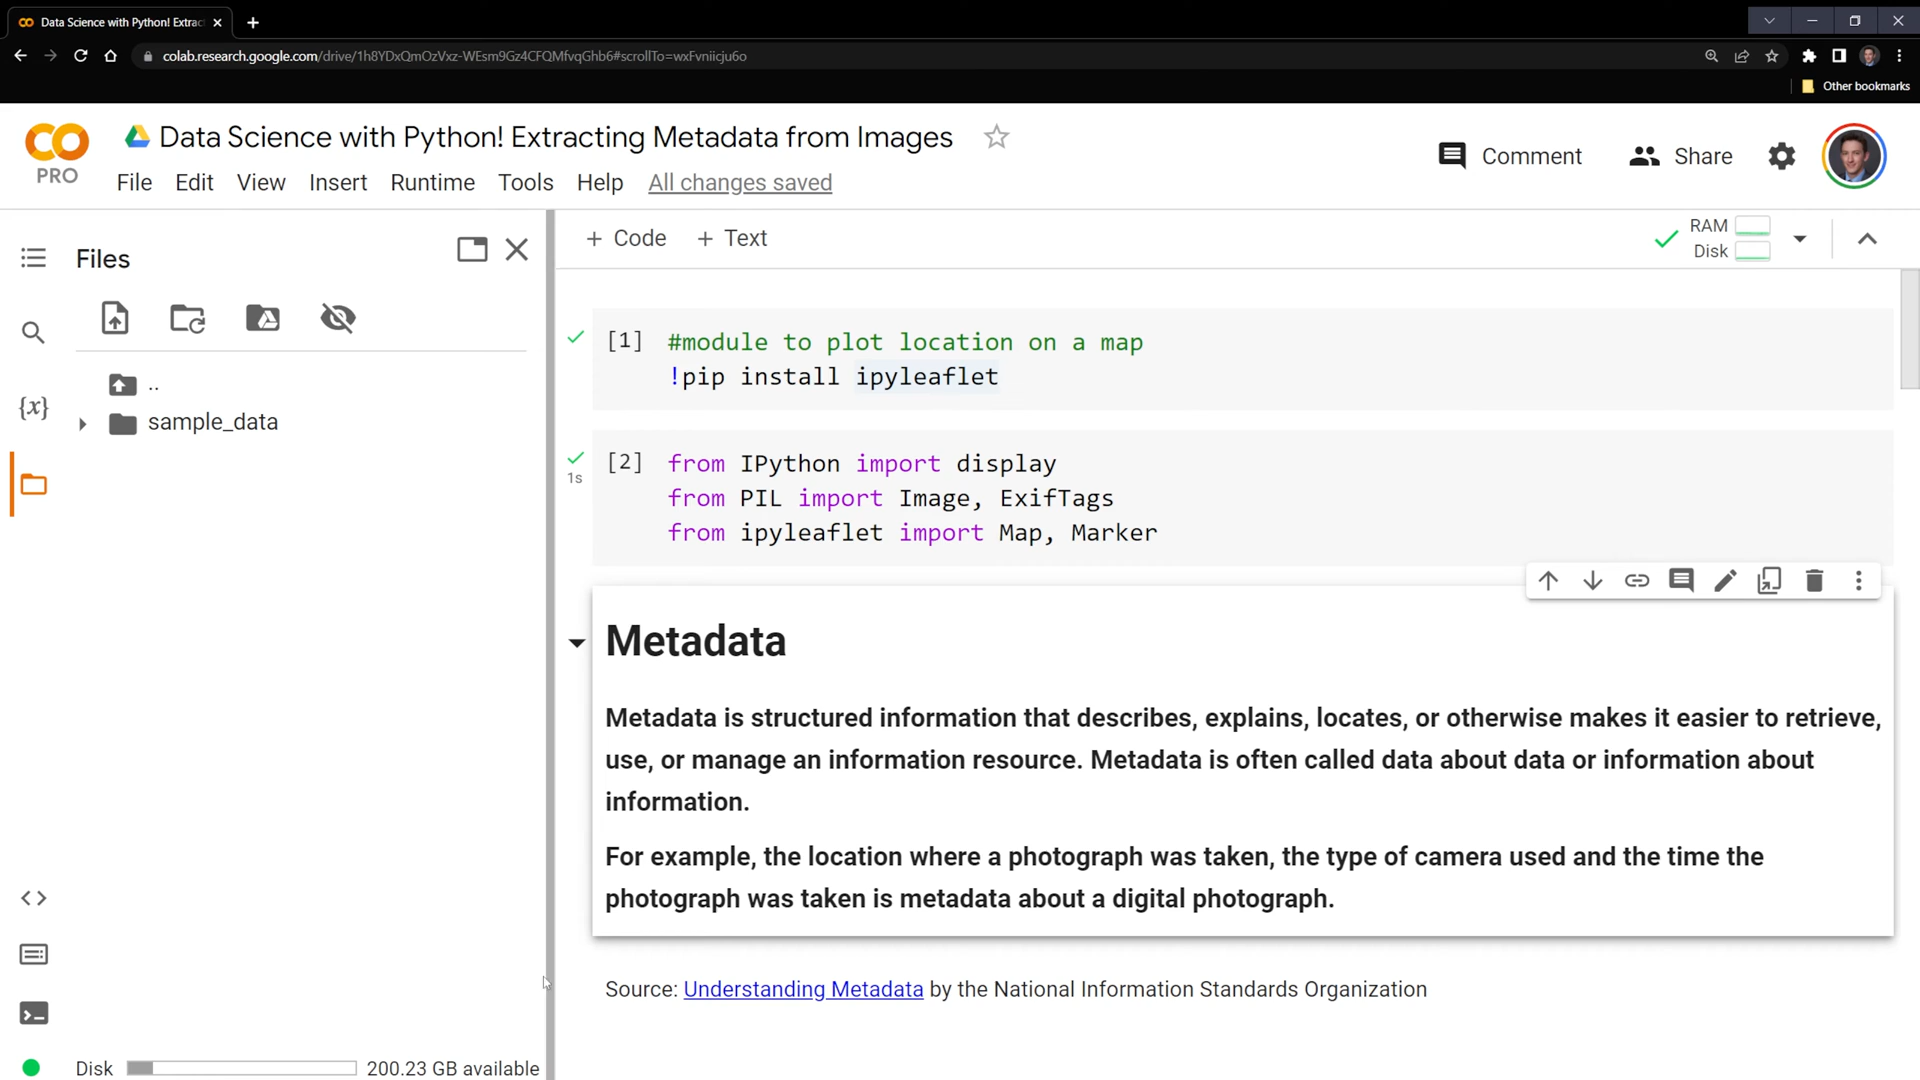 Data Science with Python! Extrac
colab.research.google.com/drive/1h8YDxQmOzVxz-WEsm9Gz4CFQMfvqGhb6#scrollTo=wxFvniicju6o
Other bookmarks
PRO
Data Science with Python! Extracting Metadata from Images
File Edit View Insert Runtime Tools Help All changes saved
Comment Share
Files
+ Code + Text
RAM
Disk
..
sample_data
{x}
[1] #module to plot location on a map
!pip install ipyleaflet
1s
[2] from IPython import display
from PIL import Image, ExifTags
from ipyleaflet import Map, Marker
Metadata
Metadata is structured information that describes, explains, locates, or otherwise makes it easier to retrieve,
use, or manage an information resource. Metadata is often called data about data or information about
information.
For example, the location where a photograph was taken, the type of camera used and the time the
photograph was taken is metadata about a digital photograph.
Source: Understanding Metadata by the National Information Standards Organization
Disk 200.23 GB available